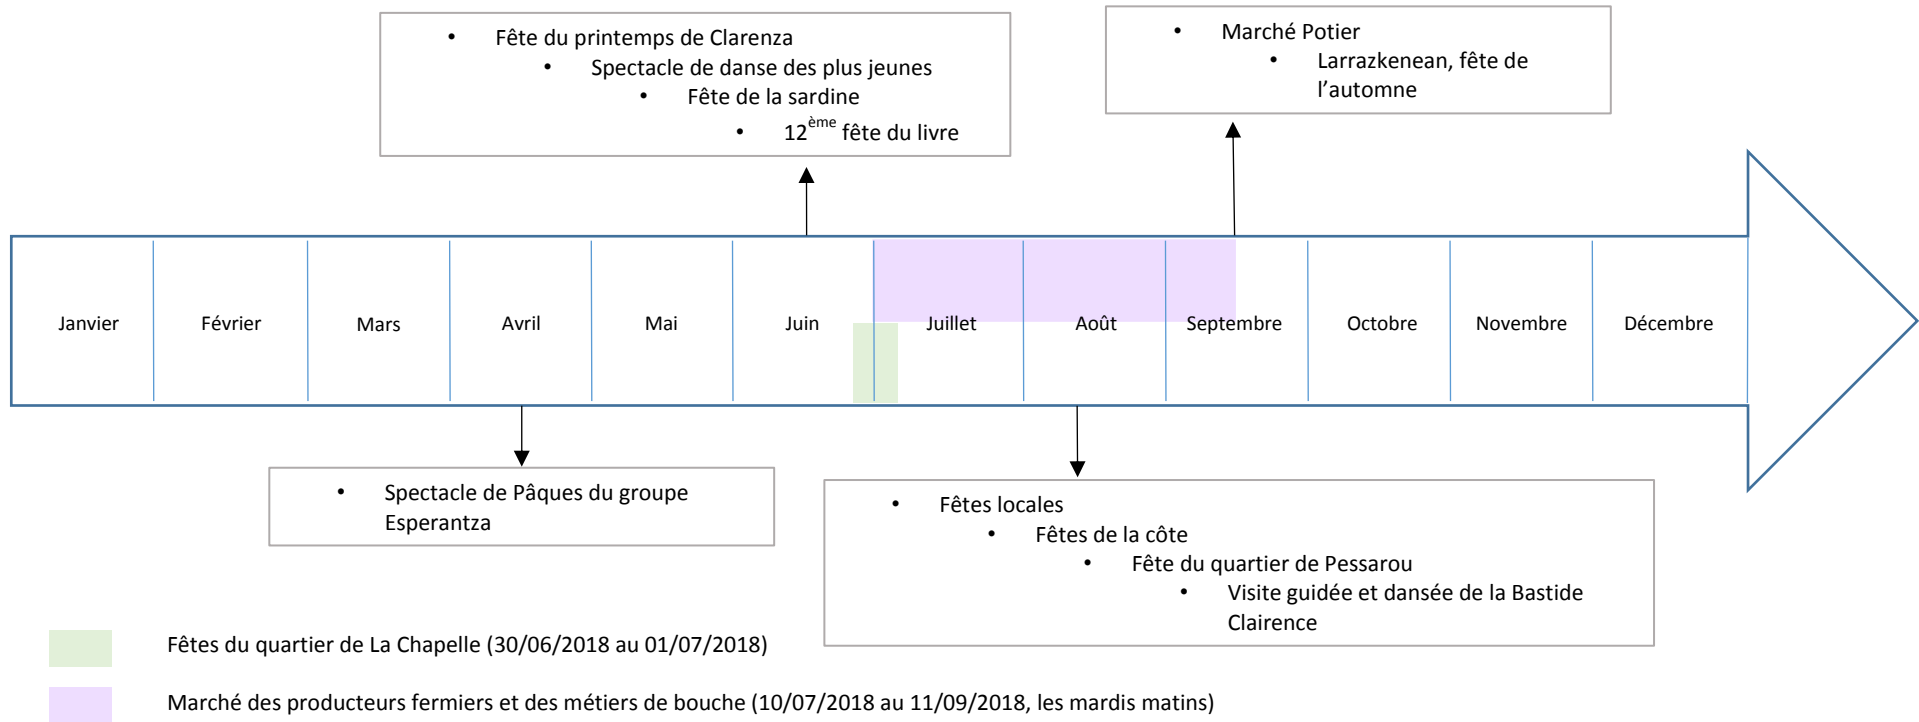 • Fête du printemps de Clarenza
• Spectacle de danse des plus jeunes
• Fête de la sardine
• 12ème fête du livre
• Marché Potier
• Larrazkenean, fête de
l’automne
Janvier
Février
Mars
Avril
Mai
Juin
Juillet
Août
Septembre
Octobre
Novembre
Décembre
• Spectacle de Pâques du groupe
Esperantza
• Fêtes locales
• Fêtes de la côte
• Fête du quartier de Pessarou
• Visite guidée et dansée de la Bastide
Clairence
Fêtes du quartier de La Chapelle (30/06/2018 au 01/07/2018)
Marché des producteurs fermiers et des métiers de bouche (10/07/2018 au 11/09/2018, les mardis matins)